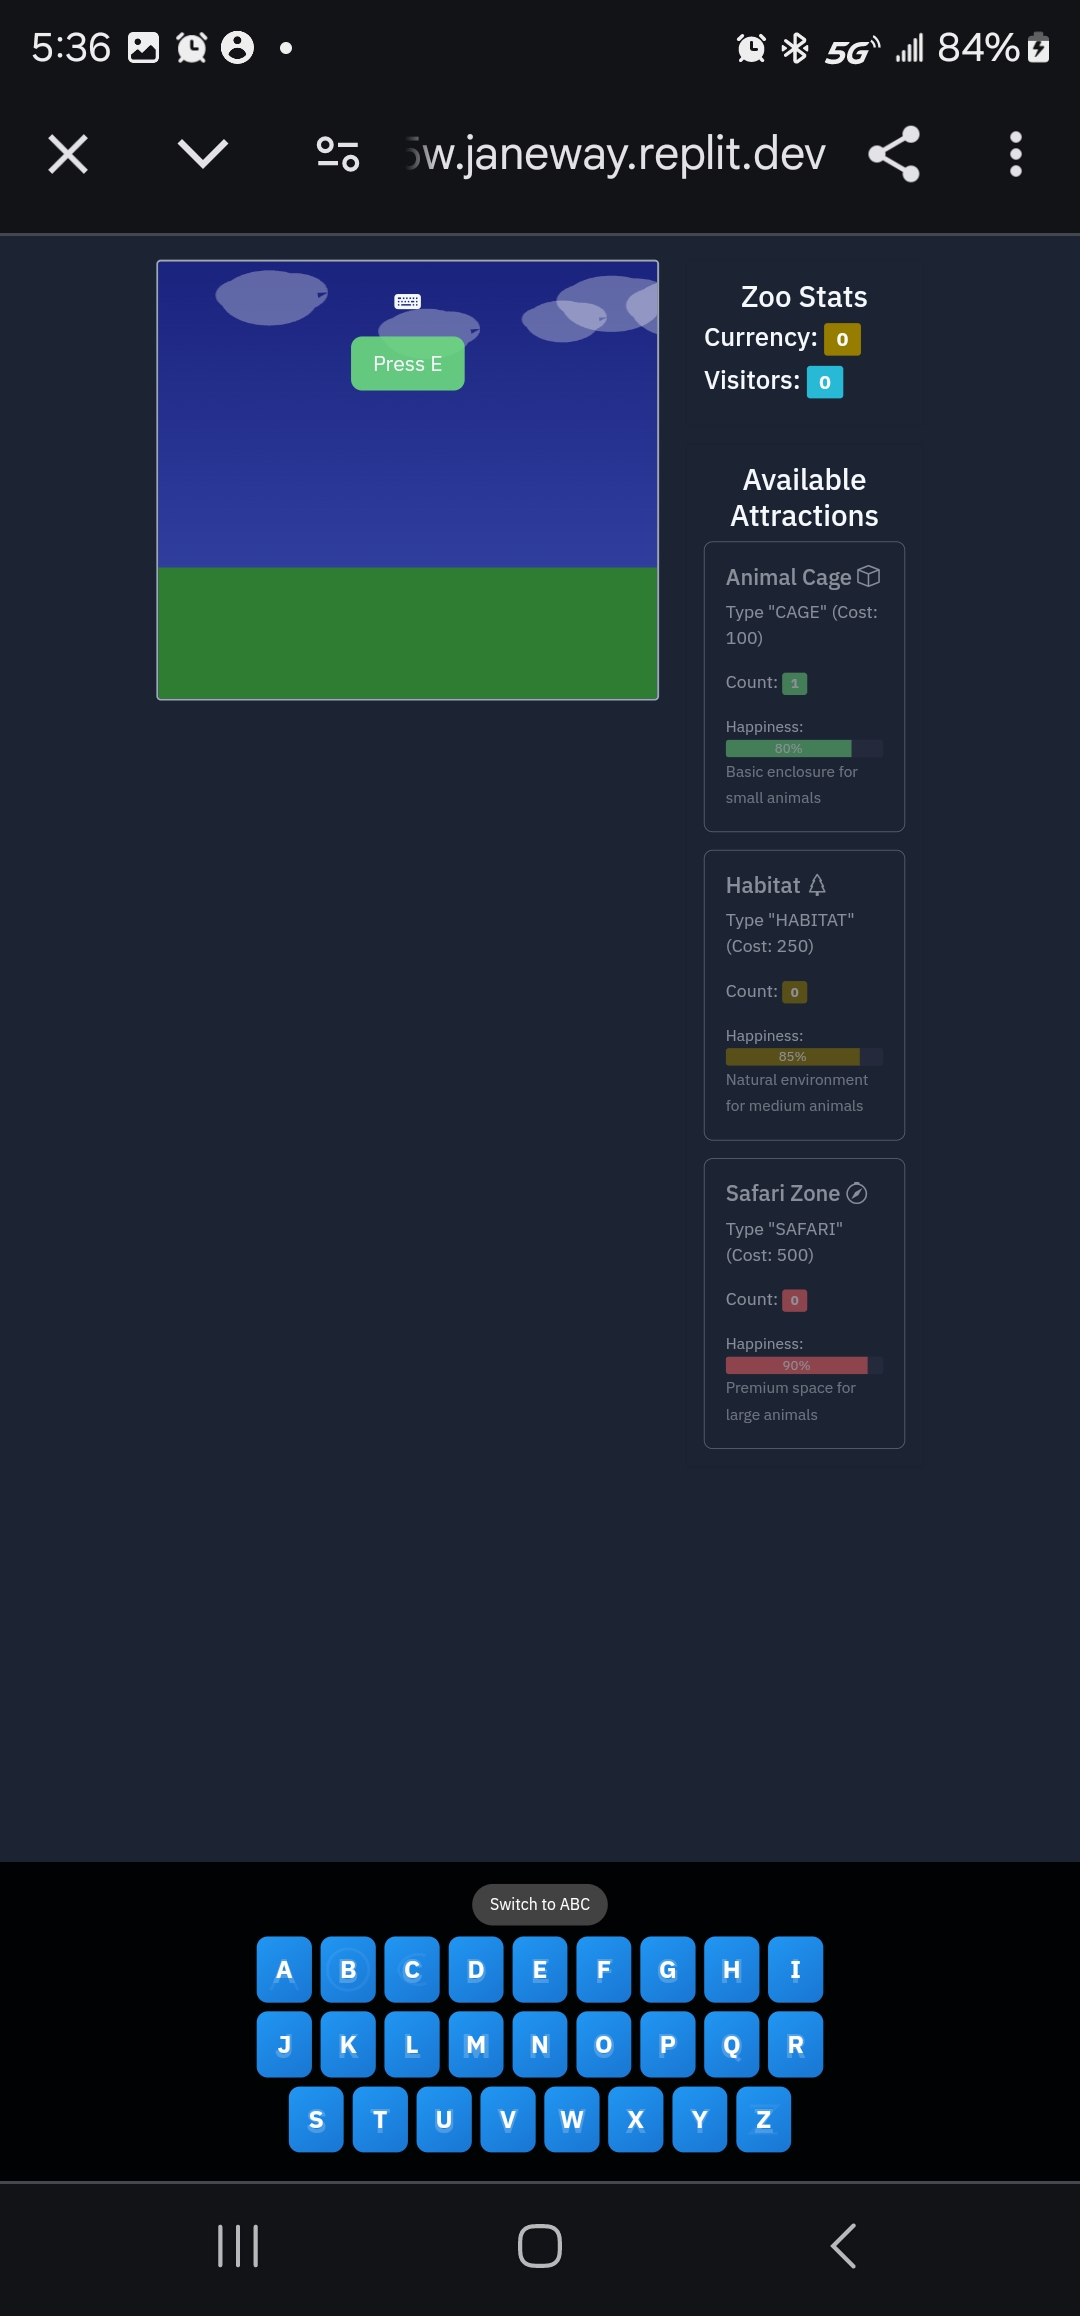 5:36
5G 84%
5w.janeway.replit.dev
Press E
Zoo Stats
Currency: 0
Visitors: 0
Available
Attractions
Animal Cage
Type "CAGE" (Cost:
100)
Count: 1
Happiness:
80%
Basic enclosure for
small animals
Habitat
Type "HABITAT"
(Cost: 250)
Count: 0
Happiness:
85%
Natural environment
for medium animals
Safari Zone
Type "SAFARI"
(Cost: 500)
Count: 0
Happiness:
90%
Premium space for
large animals
Switch to ABC
A B C D E F G H I
J K L M N O P Q R
S T U V W X Y Z